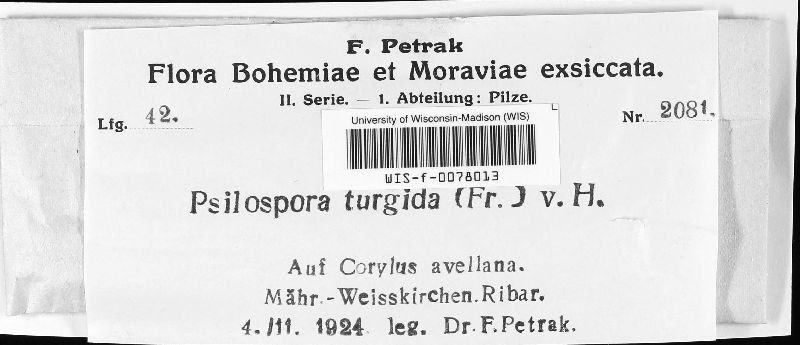 F. Petrak
Flora Bohemiae et Moraviae exsiccata.
II. Serie. — 1. Abteilung: Pilze.
Lfg. 42.
Nr. 2081.
University of Wisconsin-Madison (WIS)
WIS-f-0078013
Psilospora turgida (Fr.) v. H.
Auf Corylus avellana.
Mähr.-Weisskirchen. Ribar.
4./11. 1924 leg. Dr. F. Petrak.